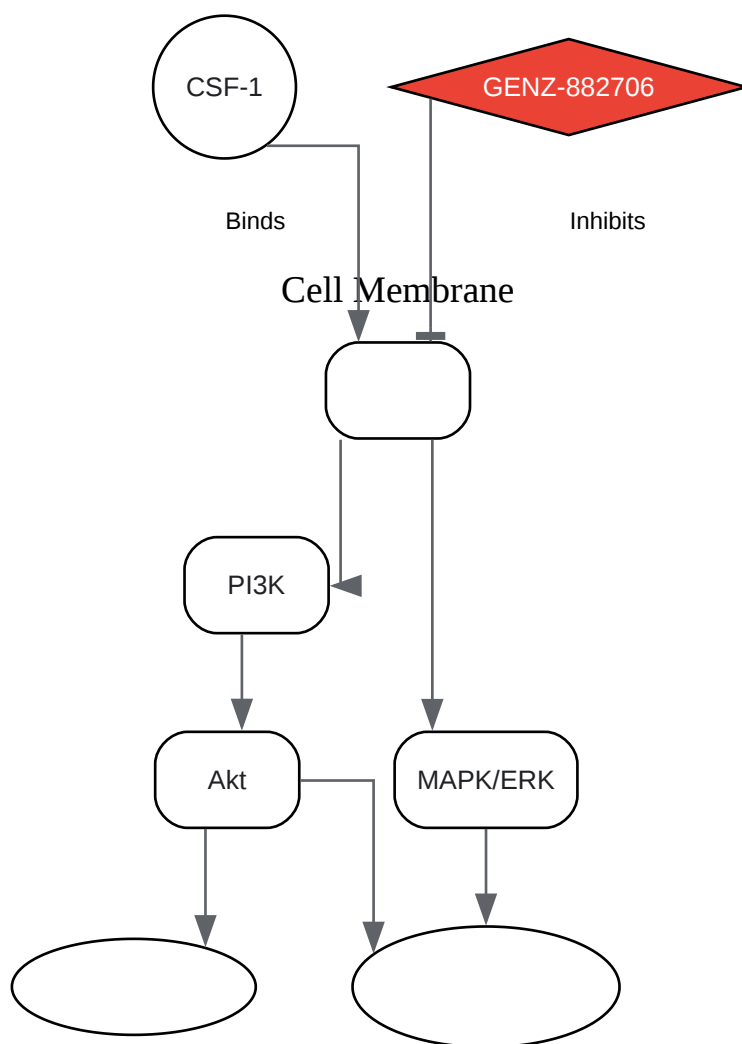 CSF-1
GENZ-882706
Binds
Inhibits
Cell Membrane
PI3K
Akt
MAPK/ERK